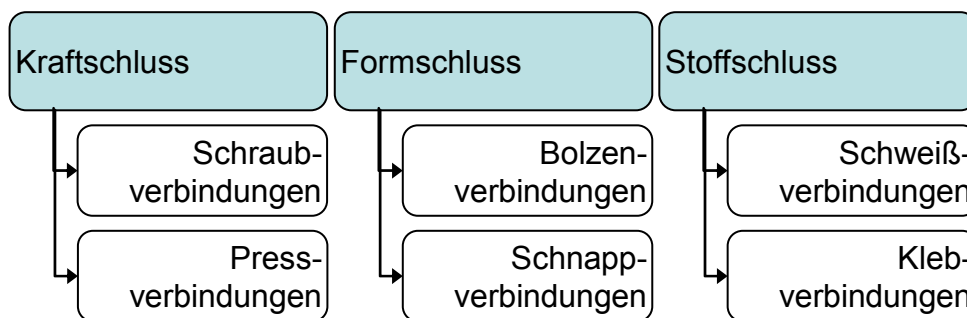 Kraftschluss
Schraub-
verbindungen
Press-
verbindungen
Formschluss
Bolzen-
verbindungen
Schnapp-
verbindungen
Stoffschluss
Schweiß-
verbindungen
Kleb-
verbindungen